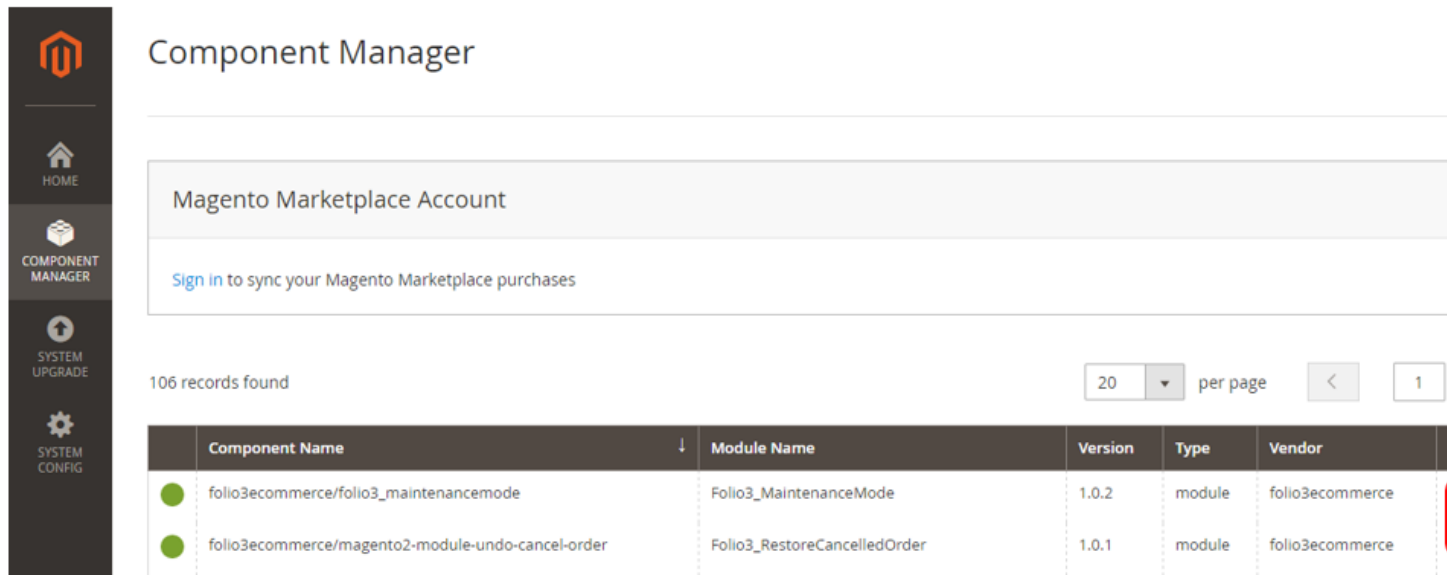 Component Manager
HOME
COMPONENT
MANAGER
SYSTEM
UPGRADE
SYSTEM
CONFIG
Magento Marketplace Account
Sign in to sync your Magento Marketplace purchases
106 records found
20 per page < 1
Component Name ↓ Module Name Version Type Vendor
folio3ecommerce/folio3_maintenancemode Folio3_MaintenanceMode 1.0.2 module folio3ecommerce
folio3ecommerce/magento2-module-undo-cancel-order Folio3_RestoreCancelledOrder 1.0.1 module folio3ecommerce